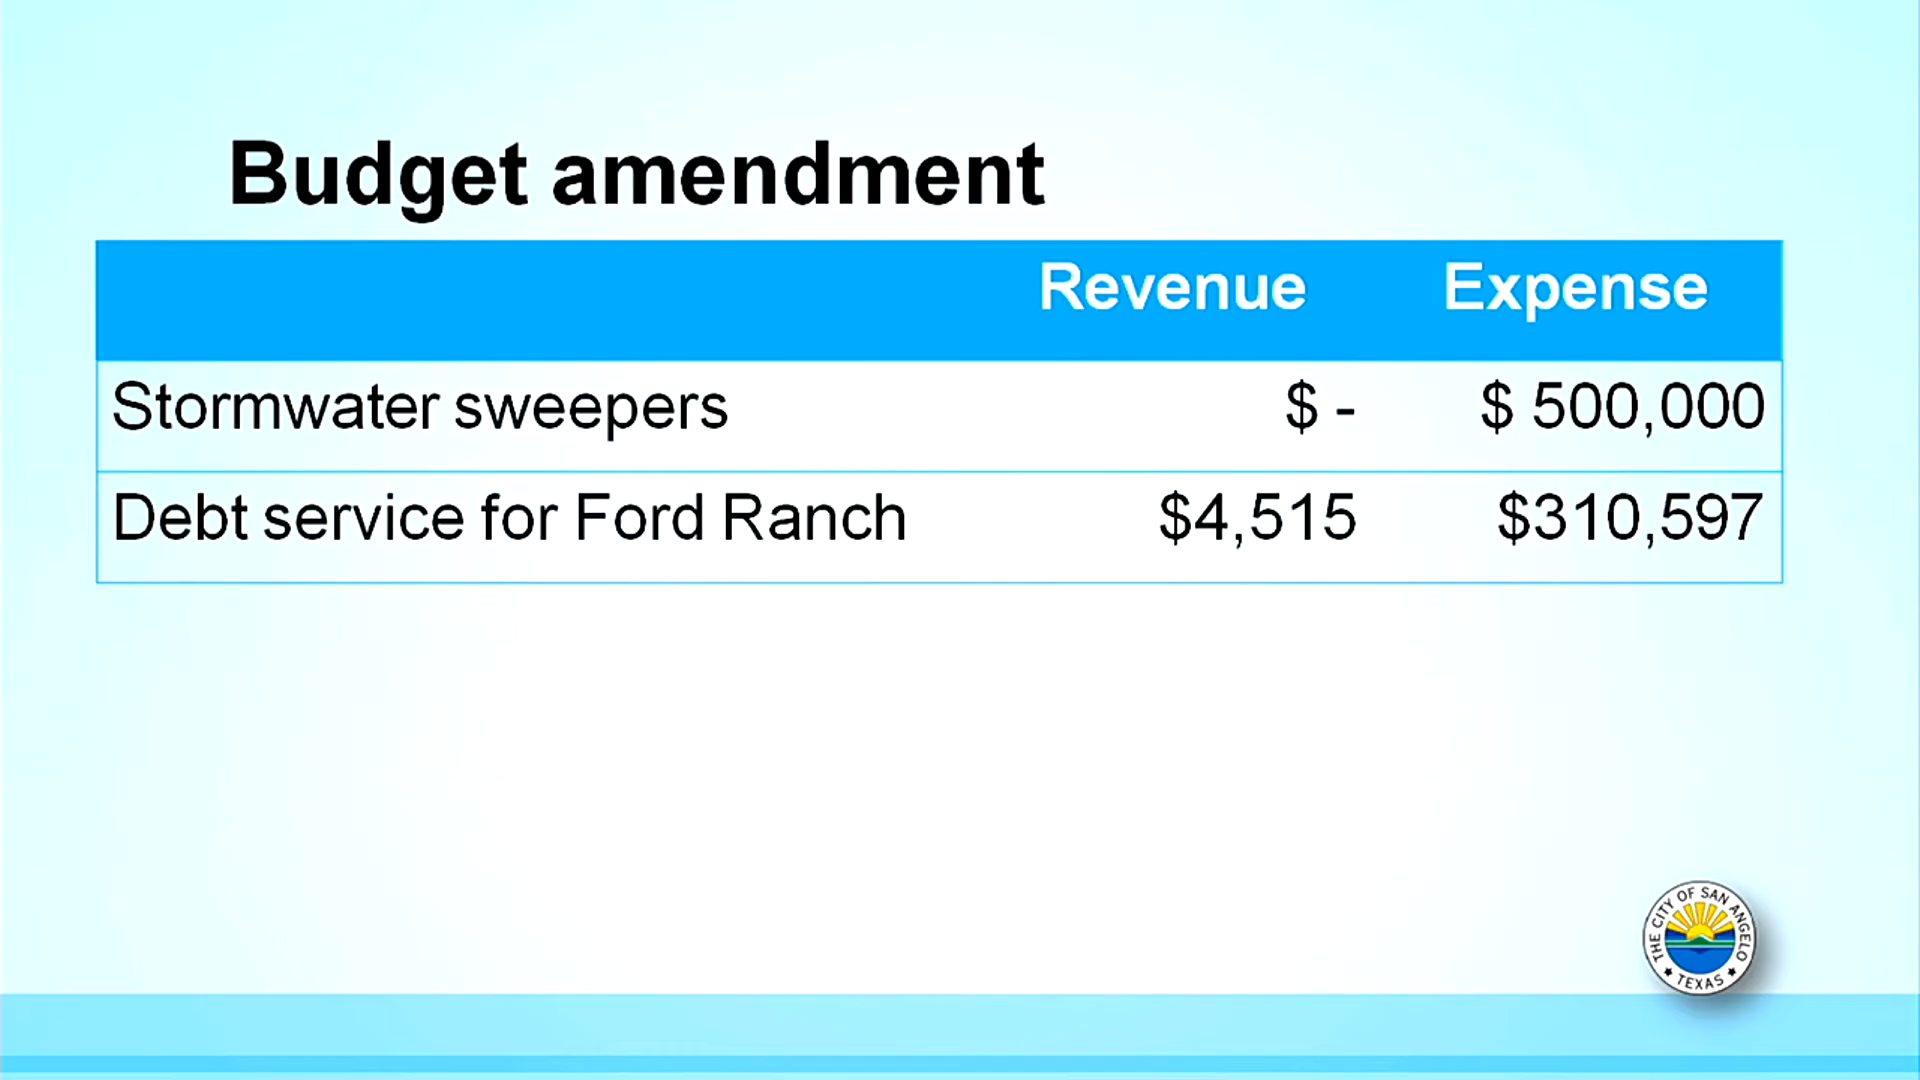 Budget amendment
Revenue Expense
Stormwater sweepers $ - $ 500,000
Debt service for Ford Ranch $4,515 $310,597
THE CITY OF SAN ANGELO
★ TEXAS ★